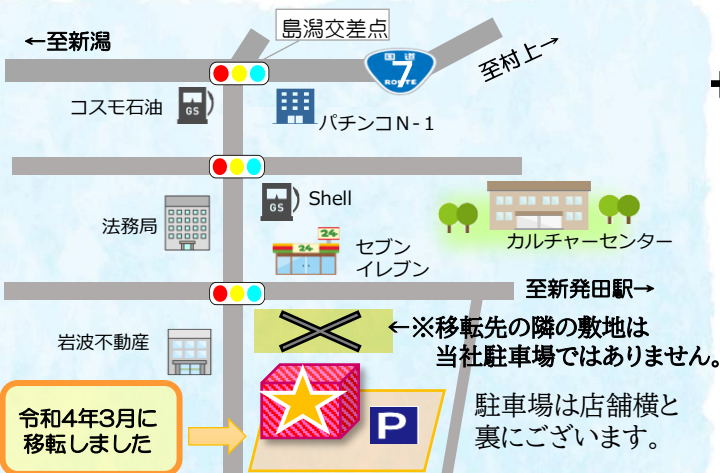 島潟交差点
←至新潟
国道
7
ROUTE
至村上→
コスモ石油
GS
パチンコN-1
法務局
GS
Shell
24
24
セブン
イレブン
カルチャーセンター
至新発田駅→
岩波不動産
←※移転先の隣の敷地は
当社駐車場ではありません。
令和4年3月に
移転しました
P
駐車場は店舗横と
裏にございます。